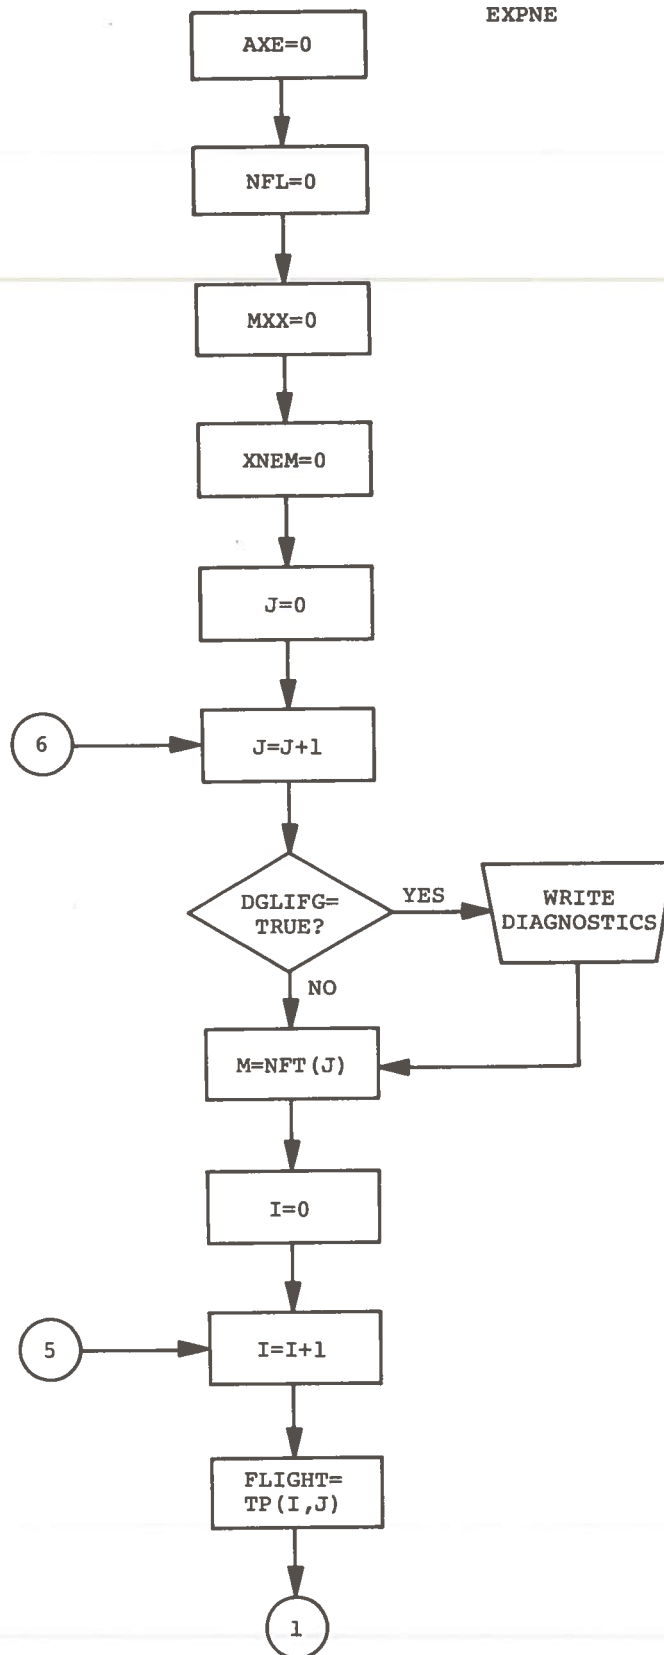 EXPNE
AXE=0
NFL=0
MXX=0
XNEM=0
J=0
6
J=J+1
DGLIFG=
TRUE?
YES
WRITE
DIAGNOSTICS
NO
M=NFT(J)
I=0
5
I=I+1
FLIGHT=
TP(I,J)
1